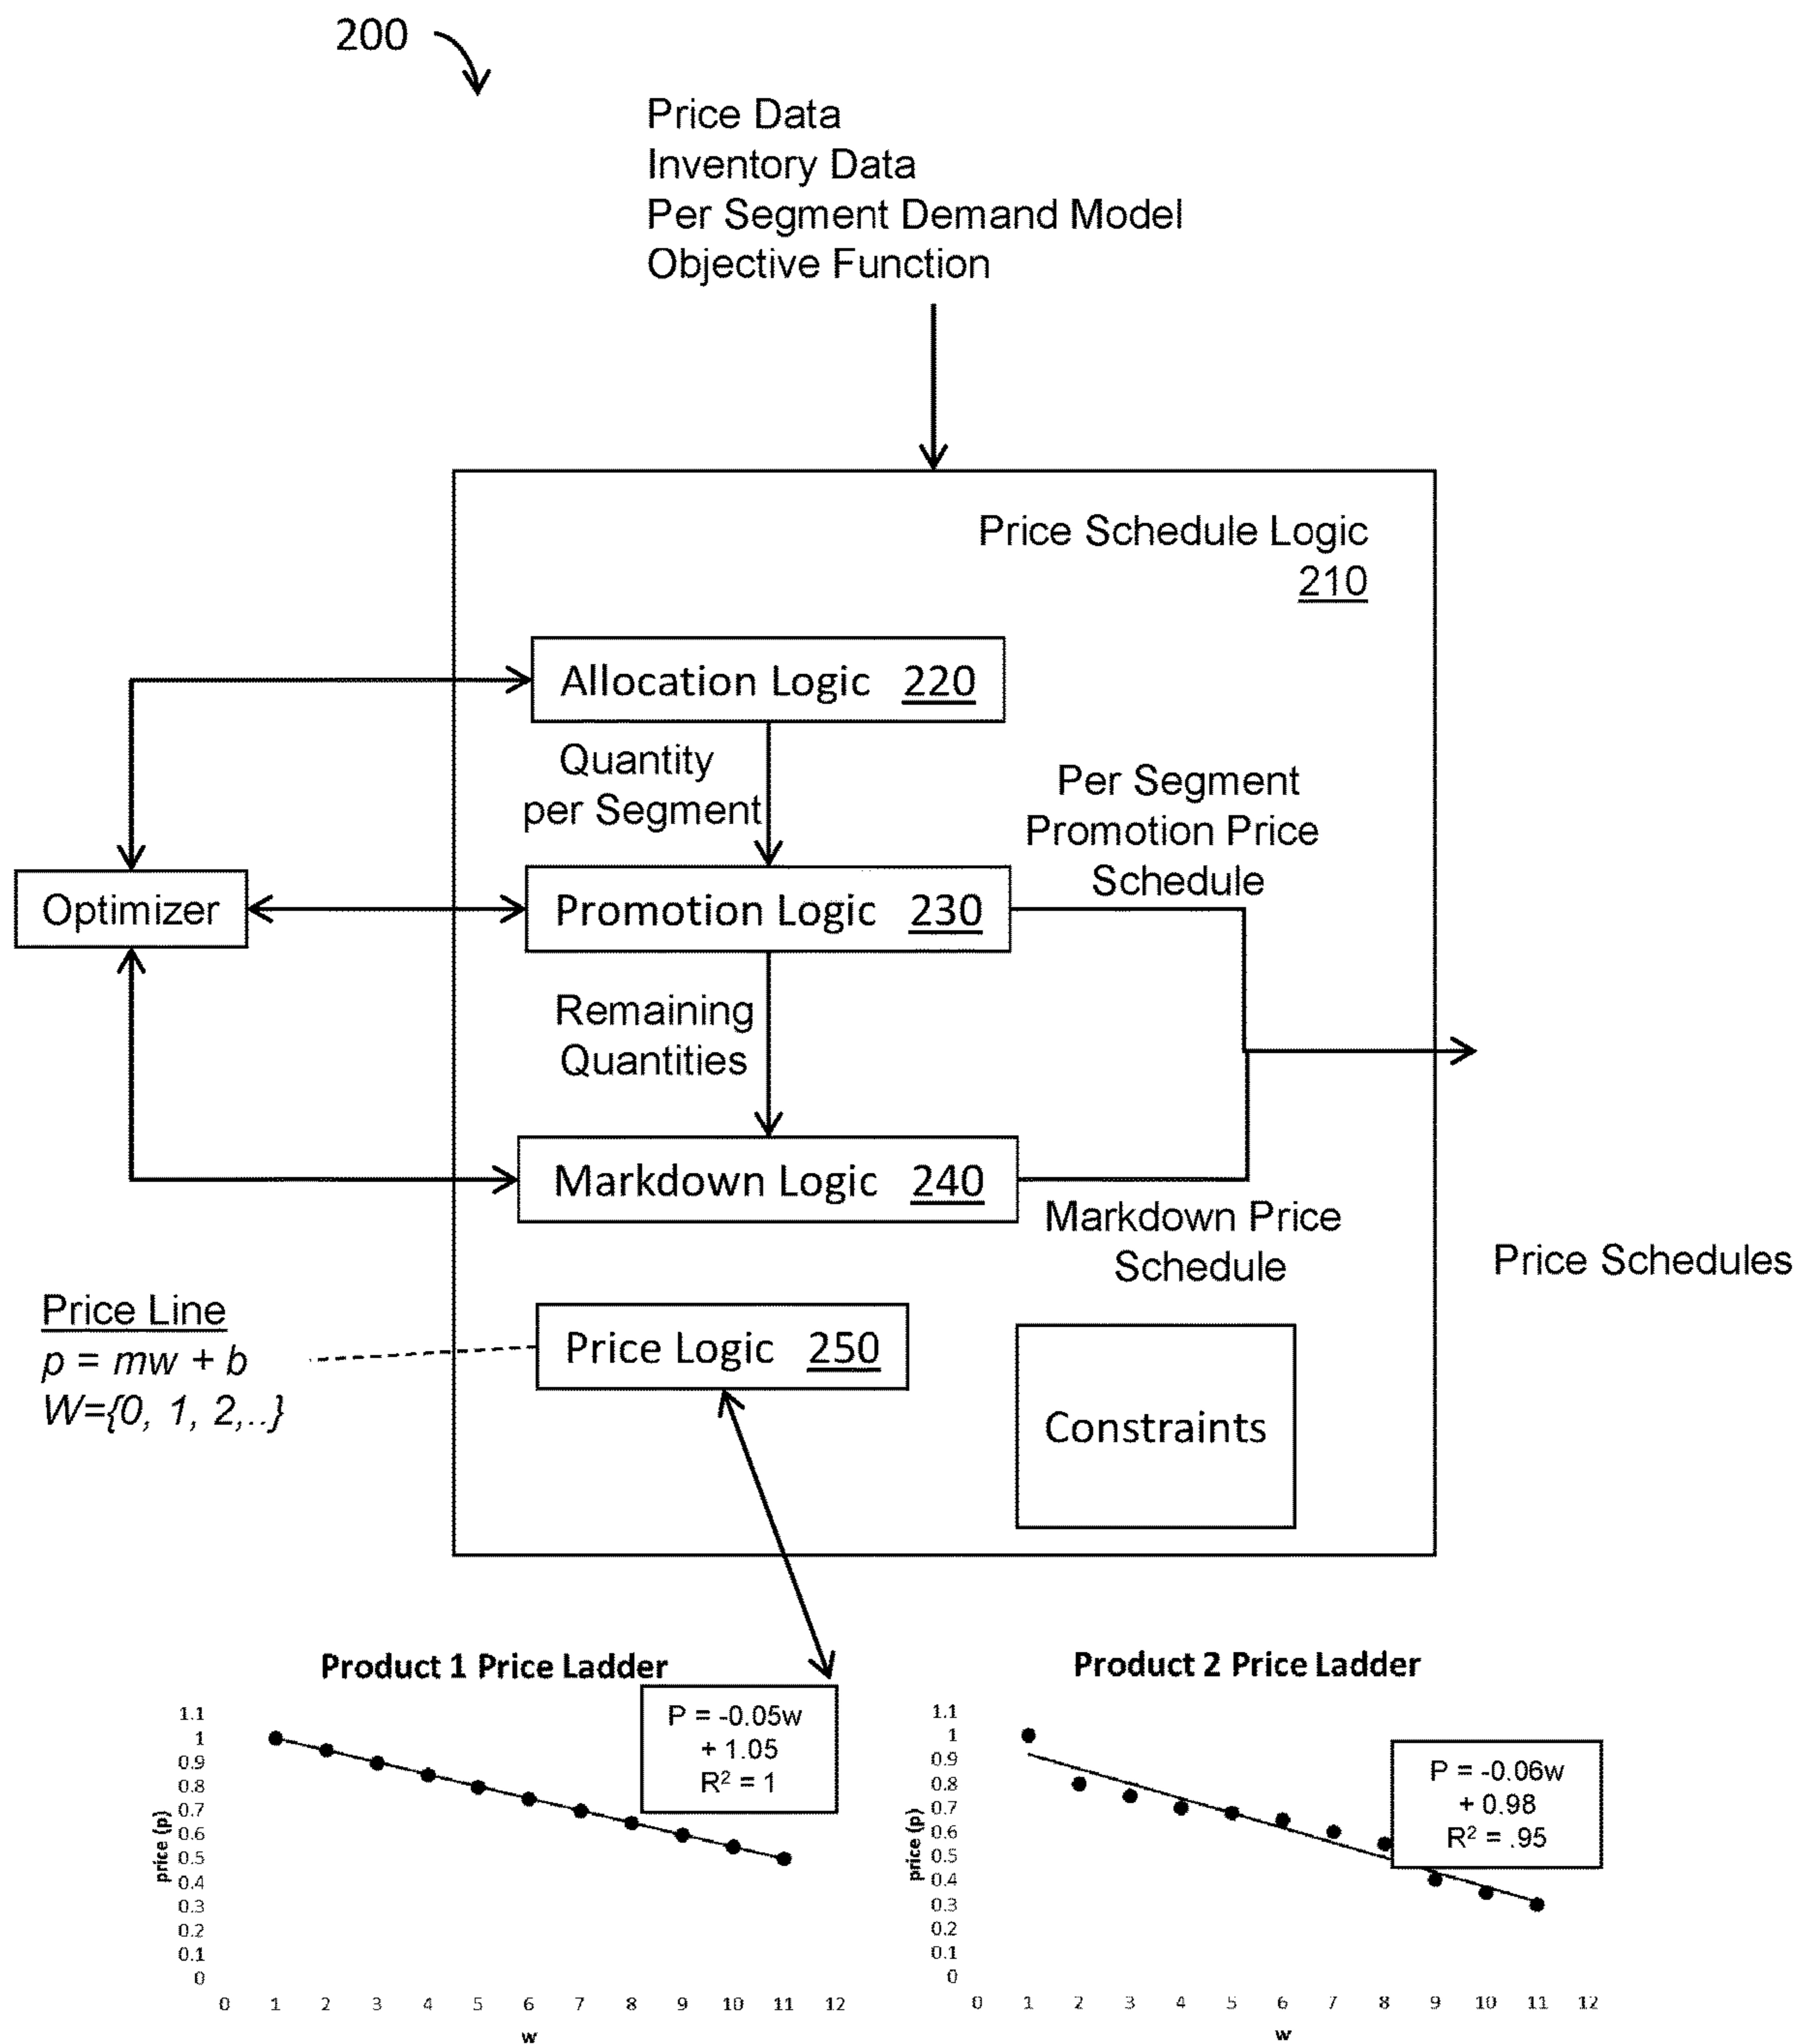 200
Price Data
Inventory Data
Per Segment Demand Model
Objective Function
Price Schedule Logic
210
Allocation Logic 220
Quantity
per Segment
Per Segment
Promotion Price
Schedule
Optimizer
Promotion Logic 230
Remaining
Quantities
Markdown Logic 240
Markdown Price
Schedule
Price Schedules
Price Line
p = mw + b
W={0, 1, 2,..}
Price Logic 250
Constraints
Product 1 Price Ladder
P = -0.05w
+ 1.05
R² = 1
price (p)
1.1
1
0.9
0.8
0.7
0.6
0.5
0.4
0.3
0.2
0.1
0
0 1 2 3 4 5 6 7 8 9 10 11 12
w
Product 2 Price Ladder
P = -0.06w
+ 0.98
R² = .95
price (p)
1.1
1
0.9
0.8
0.7
0.6
0.5
0.4
0.3
0.2
0.1
0
0 1 2 3 4 5 6 7 8 9 10 11 12
w